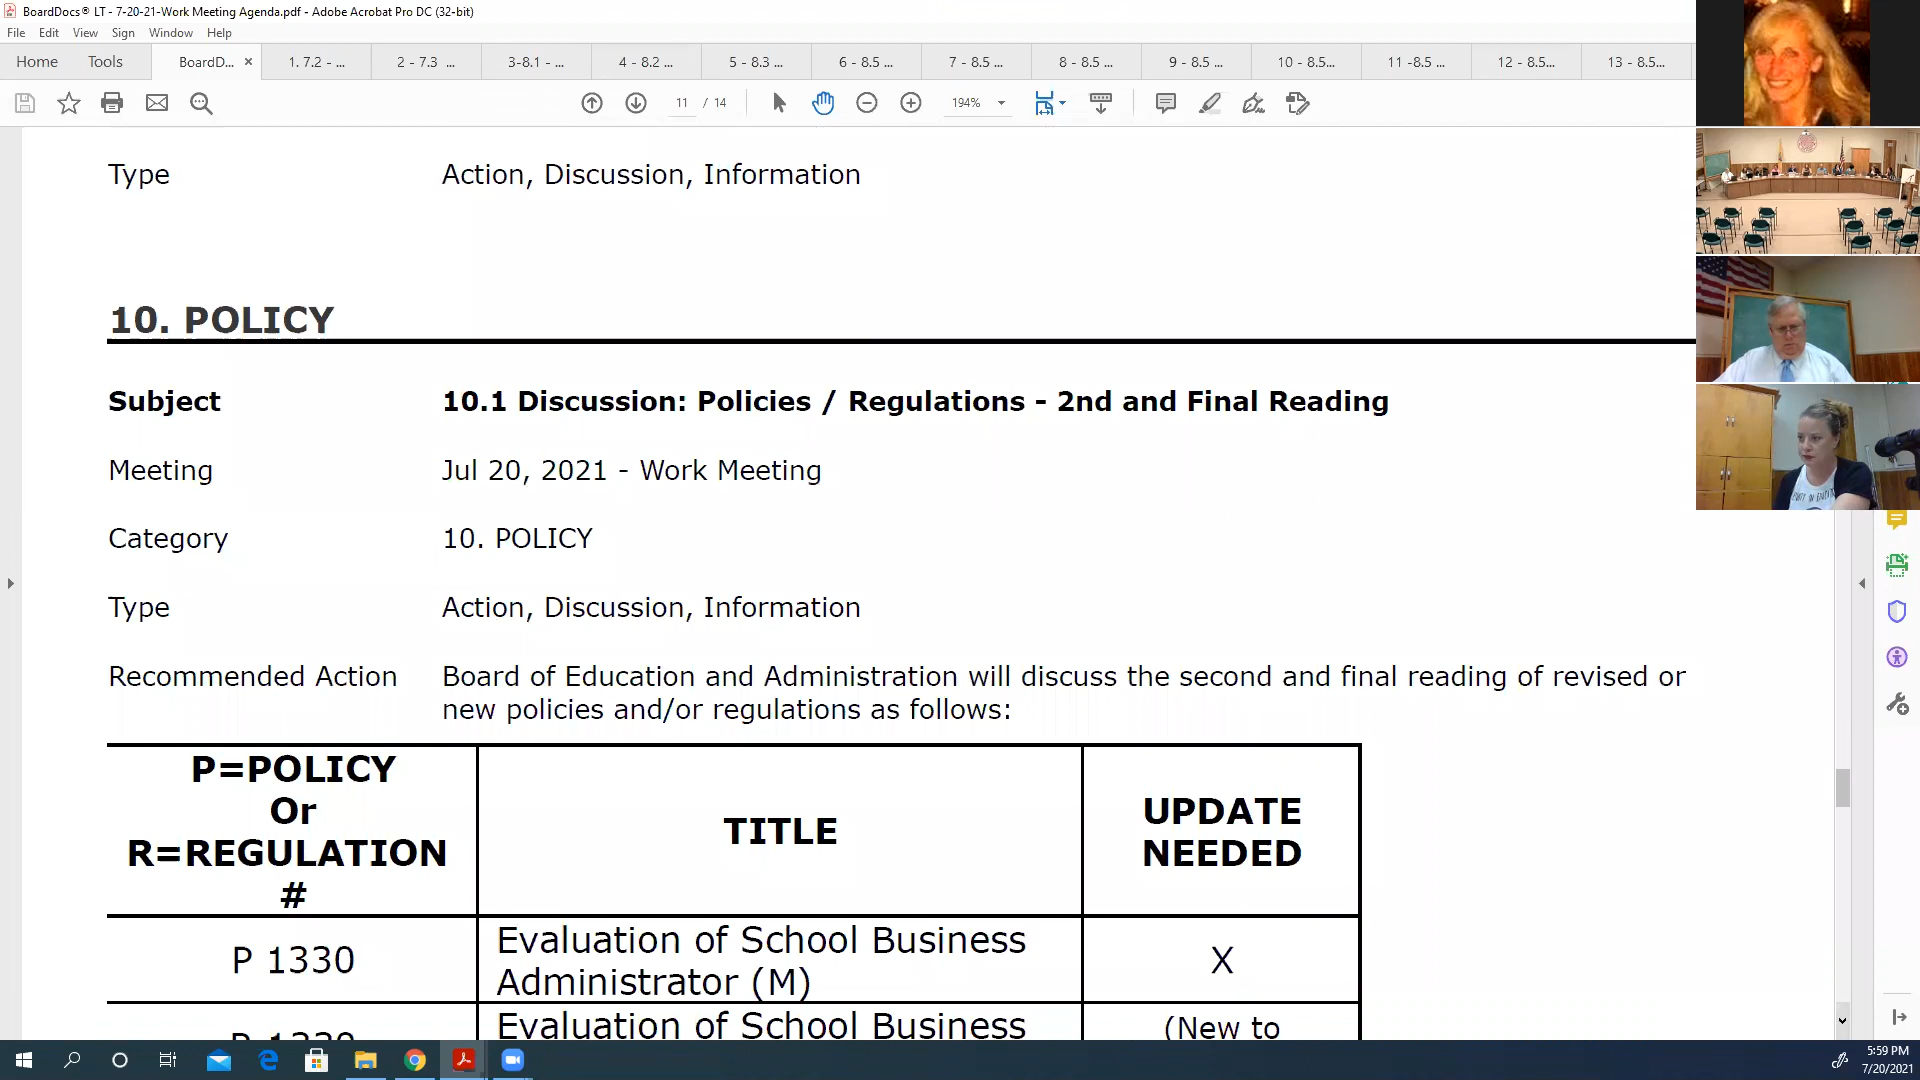 BoardDocs® LT - 7-20-21-Work Meeting Agenda.pdf - Adobe Acrobat Pro DC (32-bit)
File Edit View Sign Window Help
Home Tools BoardD... × 1. 7.2 - ... 2 - 7.3 ... 3-8.1 - ... 4 - 8.2 ... 5 - 8.3 ... 6 - 8.5 ... 7 - 8.5 ... 8 - 8.5 ... 9 - 8.5 ... 10 - 8.5... 11 -8.5 ... 12 - 8.5... 13 - 8.5...
11 / 14 194%
Type Action, Discussion, Information
10. POLICY
Subject 10.1 Discussion: Policies / Regulations - 2nd and Final Reading
Meeting Jul 20, 2021 - Work Meeting
Category 10. POLICY
Type Action, Discussion, Information
Recommended Action Board of Education and Administration will discuss the second and final reading of revised or
new policies and/or regulations as follows:
P=POLICY
Or
R=REGULATION
#
TITLE
UPDATE
NEEDED
P 1330
Evaluation of School Business
Administrator (M)
X
Evaluation of School Business
(New to
5:59 PM
7/20/2021